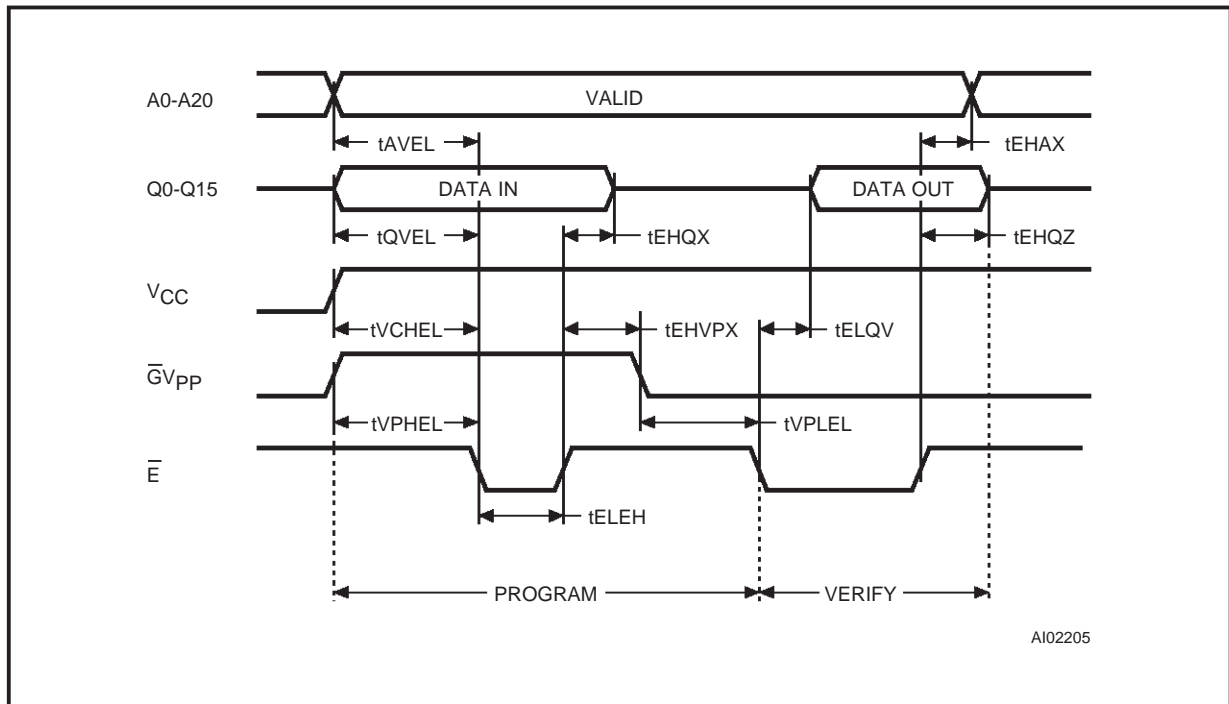 A0-A20
VALID
tAVEL
tEHAX
Q0-Q15
DATA IN
DATA OUT
tQVEL
tEHQX
tEHQZ
VCC
tVCHEL
tEHVPX
tELQV
G̅VPP
tVPHEL
tVPLEL
E̅
tELEH
PROGRAM
VERIFY
AI02205